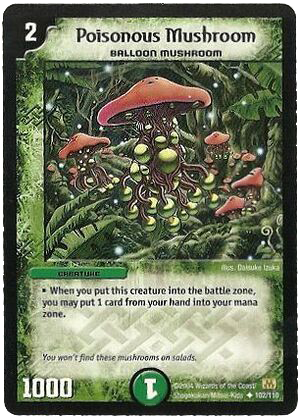 2
Poisonous Mushroom
BALLOON MUSHROOM
Illus. Daisuke Izuka
CREATURE
▪ When you put this creature into the battle zone,
you may put 1 card from your hand into your mana
zone.
You won't find these mushrooms on salads.
1000
1
©2004 Wizards of the Coast/
Shogakukan/Mitsui-Kids ◆ 102/110